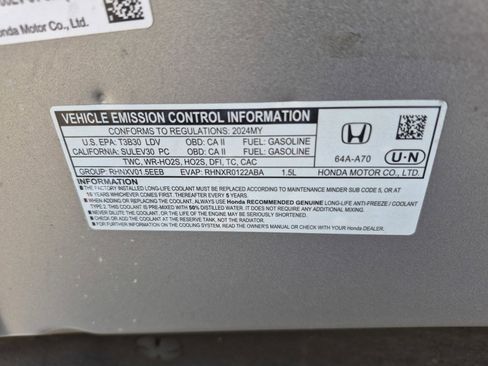 Honda Motor Co., Ltd.
VEHICLE EMISSION CONTROL INFORMATION
CONFORMS TO REGULATIONS: 2024MY
U.S. EPA: T3B30 LDV OBD: CA II FUEL: GASOLINE
CALIFORNIA: SULEV30 PC OBD: CA II FUEL: GASOLINE
TWC, WR-HO2S, HO2S, DFI, TC, CAC
GROUP: RHNXV01.5EEB EVAP: RHNXR0122ABA 1.5L
64A-A70
U·N
HONDA MOTOR CO., LTD.
INFORMATION
■ THE FACTORY INSTALLED LONG-LIFE COOLANT MUST BE REPLACED ACCORDING TO MAINTENANCE MINDER SUB CODE 5, OR AT
10 YEARS WHICHEVER COMES FIRST. THEREAFTER EVERY 5 YEARS.
■ WHEN ADDING OR REPLACING COOLANT, ALWAYS USE Honda RECOMMENDED GENUINE LONG-LIFE ANTI-FREEZE / COOLANT
TYPE 2. THIS COOLANT IS PRE-MIXED WITH 50% DISTILLED WATER. IT DOES NOT REQUIRE ANY ADDITIONAL MIXING.
NEVER DILUTE THE COOLANT, OR THE LIFE OF THE ENGINE MAY BE SERIOUSLY SHORTENED.
■ CHECK OR ADD THE COOLANT AT THE RESERVE TANK, NOT THE RADIATOR.
■ FOR FURTHER INFORMATION ON THE COOLING SYSTEM, READ THE OWNER'S MANUAL OR CHECK WITH AN AUTHORIZED Honda DEALER.